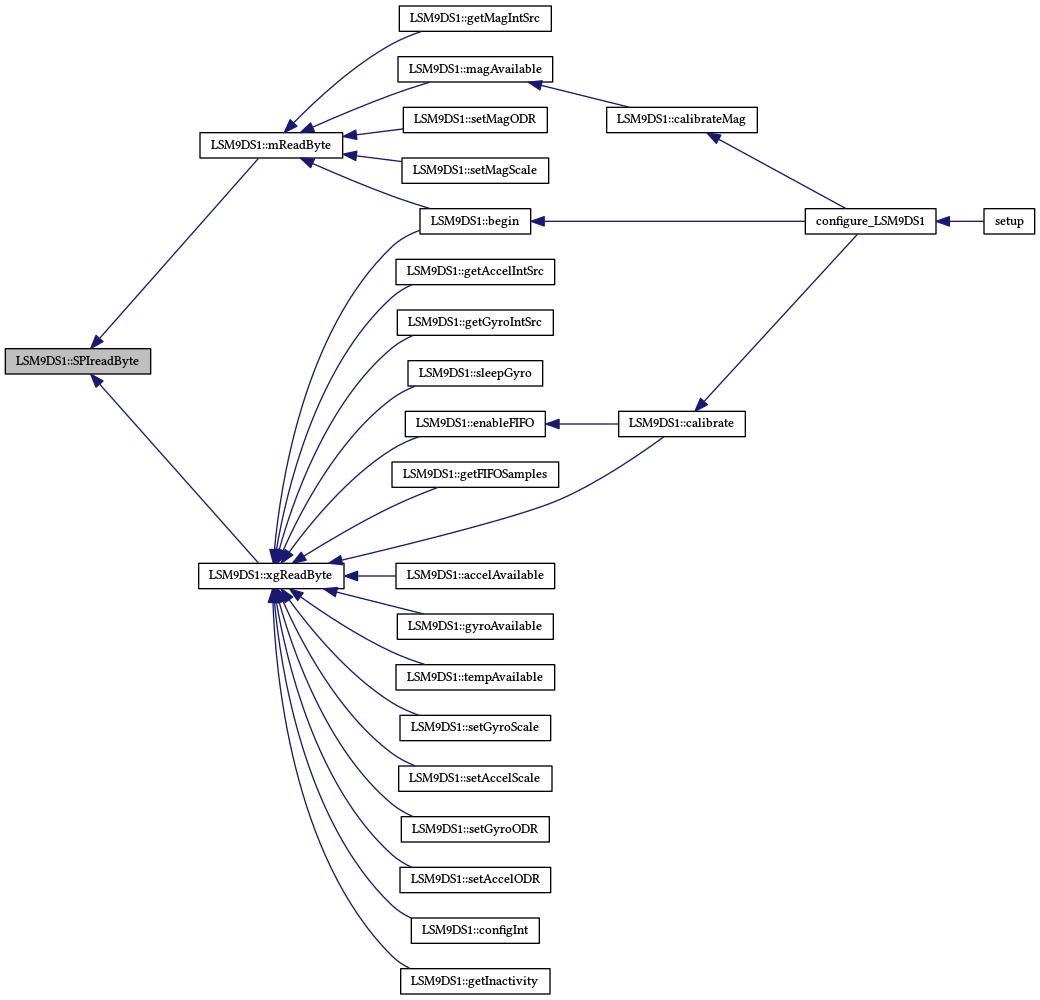 LSM9DS1::getMagIntSrc
LSM9DS1::magAvailable
LSM9DS1::setMagODR
LSM9DS1::calibrateMag
LSM9DS1::mReadByte
LSM9DS1::setMagScale
LSM9DS1::begin
configure_LSM9DS1
setup
LSM9DS1::getAccelIntSrc
LSM9DS1::getGyroIntSrc
LSM9DS1::SPIreadByte
LSM9DS1::sleepGyro
LSM9DS1::enableFIFO
LSM9DS1::calibrate
LSM9DS1::getFIFOSamples
LSM9DS1::xgReadByte
LSM9DS1::accelAvailable
LSM9DS1::gyroAvailable
LSM9DS1::tempAvailable
LSM9DS1::setGyroScale
LSM9DS1::setAccelScale
LSM9DS1::setGyroODR
LSM9DS1::setAccelODR
LSM9DS1::configInt
LSM9DS1::getInactivity